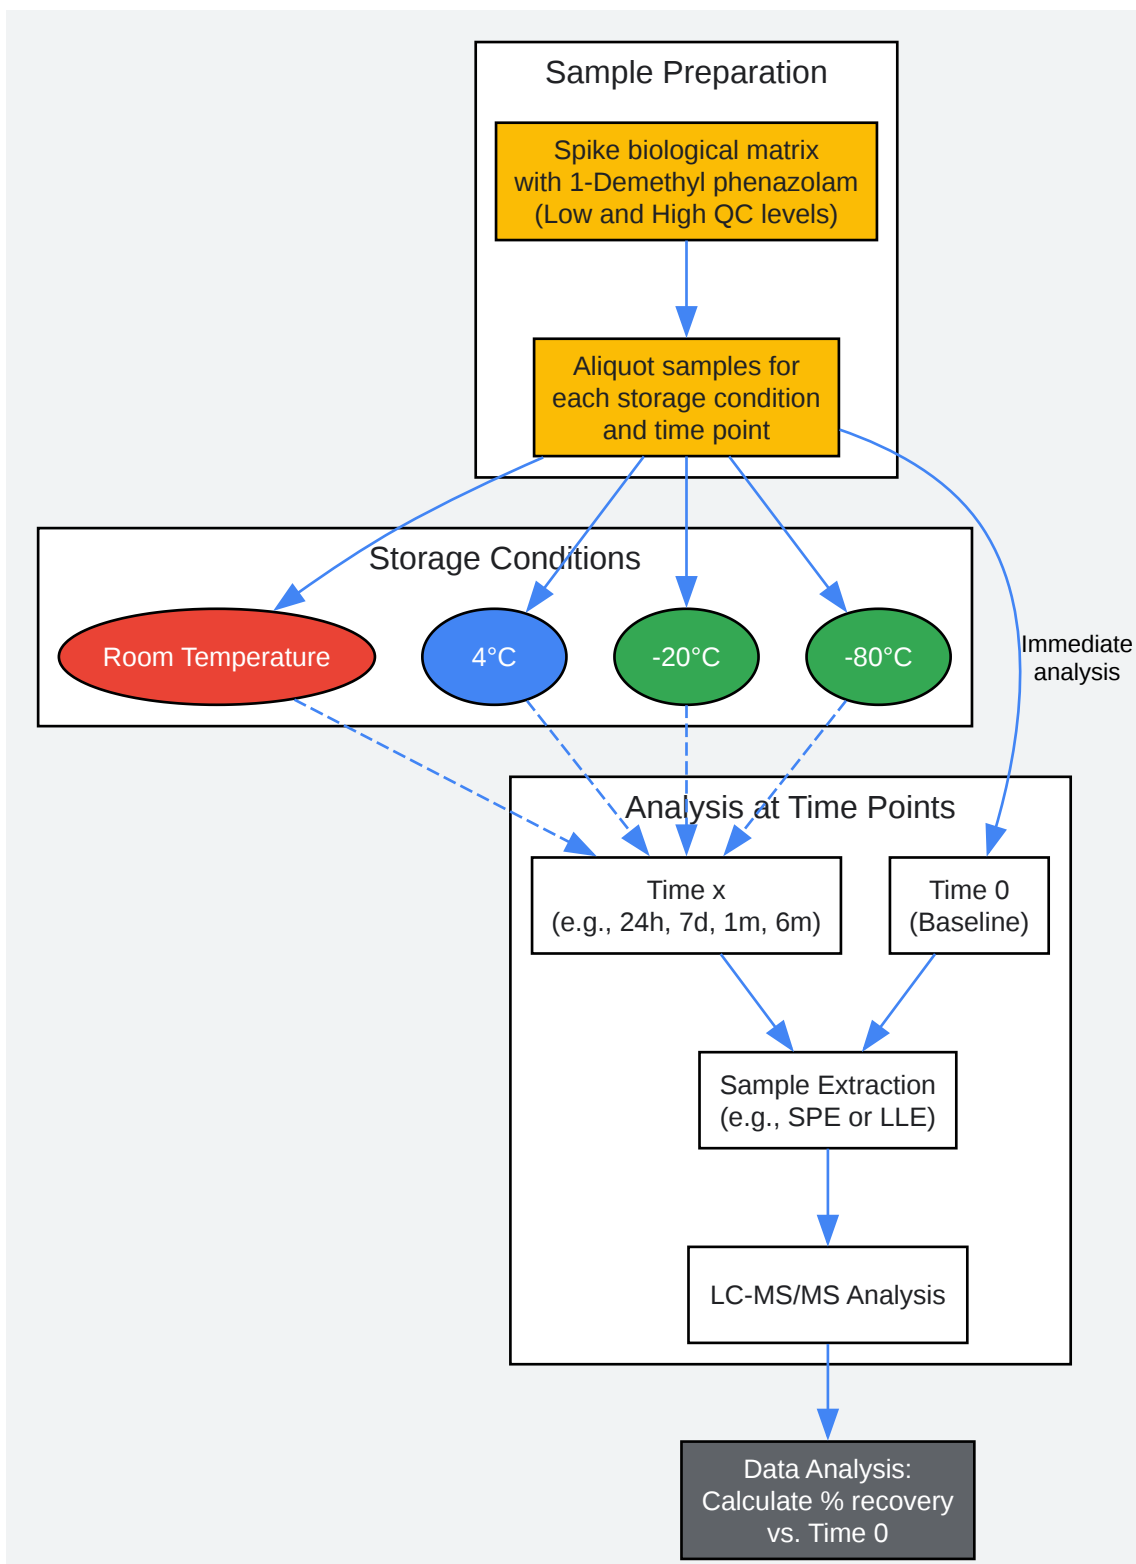 Sample Preparation
Spike biological matrix
with 1-Demethyl phenazolam
(Low and High QC levels)
Aliquot samples for
each storage condition
and time point
Storage Conditions
Room Temperature
4°C
-20°C
-80°C
Immediate
analysis
Analysis at Time Points
Time x
(e.g., 24h, 7d, 1m, 6m)
Time 0
(Baseline)
Sample Extraction
(e.g., SPE or LLE)
LC-MS/MS Analysis
Data Analysis:
Calculate % recovery
vs. Time 0